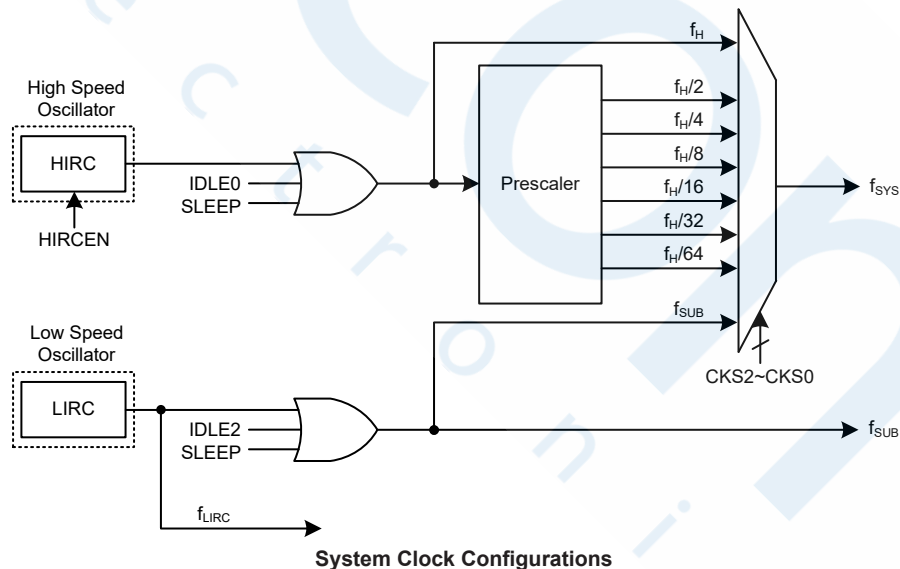 f_H
High Speed
Oscillator
HIRC
HIRCEN
IDLE0
SLEEP
Prescaler
f_H/2
f_H/4
f_H/8
f_H/16
f_H/32
f_H/64
f_SYS
f_SUB
CKS2~CKS0
Low Speed
Oscillator
LIRC
IDLE2
SLEEP
f_SUB
f_LIRC
System Clock Configurations